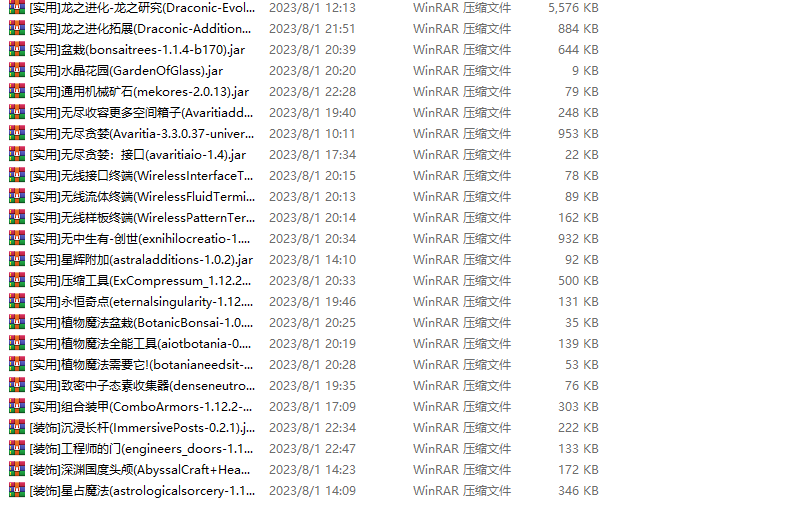 [实用]龙之进化-龙之研究(Draconic-Evol... 2023/8/1 12:13 WinRAR 压缩文件 5,576 KB
[实用]龙之进化拓展(Draconic-Addition... 2023/8/1 21:51 WinRAR 压缩文件 884 KB
[实用]盆栽(bonsaitrees-1.1.4-b170).jar 2023/8/1 20:39 WinRAR 压缩文件 644 KB
[实用]水晶花园(GardenOfGlass).jar 2023/8/1 20:20 WinRAR 压缩文件 9 KB
[实用]通用机械矿石(mekores-2.0.13).jar 2023/8/1 22:28 WinRAR 压缩文件 79 KB
[实用]无尽收容更多空间箱子(Avaritiadd... 2023/8/1 19:40 WinRAR 压缩文件 248 KB
[实用]无尽贪婪(Avaritia-3.3.0.37-univer... 2023/8/1 10:11 WinRAR 压缩文件 953 KB
[实用]无尽贪婪：接口(avaritiaio-1.4).jar 2023/8/1 17:34 WinRAR 压缩文件 22 KB
[实用]无线接口终端(WirelessInterfaceT... 2023/8/1 20:15 WinRAR 压缩文件 78 KB
[实用]无线流体终端(WirelessFluidTermi... 2023/8/1 20:13 WinRAR 压缩文件 89 KB
[实用]无线样板终端(WirelessPatternTer... 2023/8/1 20:14 WinRAR 压缩文件 162 KB
[实用]无中生有-创世(exnihilocreatio-1.... 2023/8/1 20:34 WinRAR 压缩文件 932 KB
[实用]星辉附加(astraladditions-1.0.2).jar 2023/8/1 14:10 WinRAR 压缩文件 92 KB
[实用]压缩工具(ExCompressum_1.12.2... 2023/8/1 20:33 WinRAR 压缩文件 500 KB
[实用]永恒奇点(eternalsingularity-1.12.... 2023/8/1 19:46 WinRAR 压缩文件 131 KB
[实用]植物魔法盆栽(BotanicBonsai-1.0.... 2023/8/1 20:25 WinRAR 压缩文件 35 KB
[实用]植物魔法全能工具(aiotbotania-0.... 2023/8/1 20:19 WinRAR 压缩文件 139 KB
[实用]植物魔法需要它!(botanianeedsit-... 2023/8/1 20:28 WinRAR 压缩文件 53 KB
[实用]致密中子态素收集器(denseneutro... 2023/8/1 19:35 WinRAR 压缩文件 76 KB
[实用]组合装甲(ComboArmors-1.12.2-... 2023/8/1 17:09 WinRAR 压缩文件 303 KB
[装饰]沉浸长杆(ImmersivePosts-0.2.1).j... 2023/8/1 22:34 WinRAR 压缩文件 222 KB
[装饰]工程师的门(engineers_doors-1.1... 2023/8/1 22:47 WinRAR 压缩文件 133 KB
[装饰]深渊国度头颅(AbyssalCraft+Hea... 2023/8/1 14:23 WinRAR 压缩文件 172 KB
[装饰]星占魔法(astrologicalsorcery-1.1... 2023/8/1 14:09 WinRAR 压缩文件 346 KB